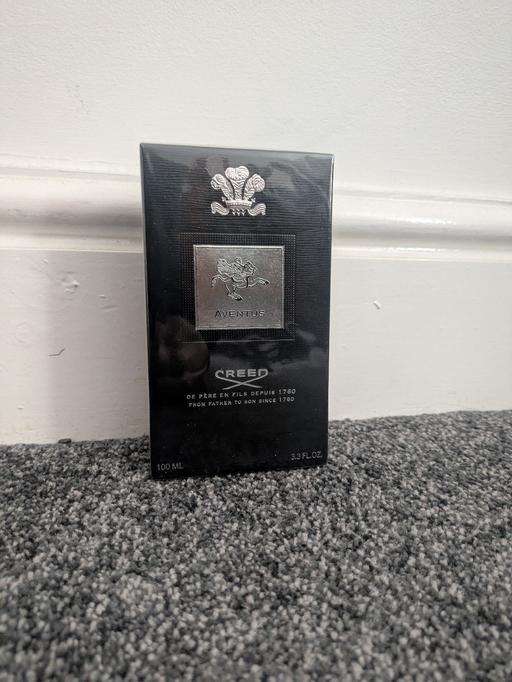 AVENTUS
CREED
DE PÈRE EN FILS DEPUIS 1760
FROM FATHER TO SON SINCE 1760
100 ML
3.3 FL.OZ.